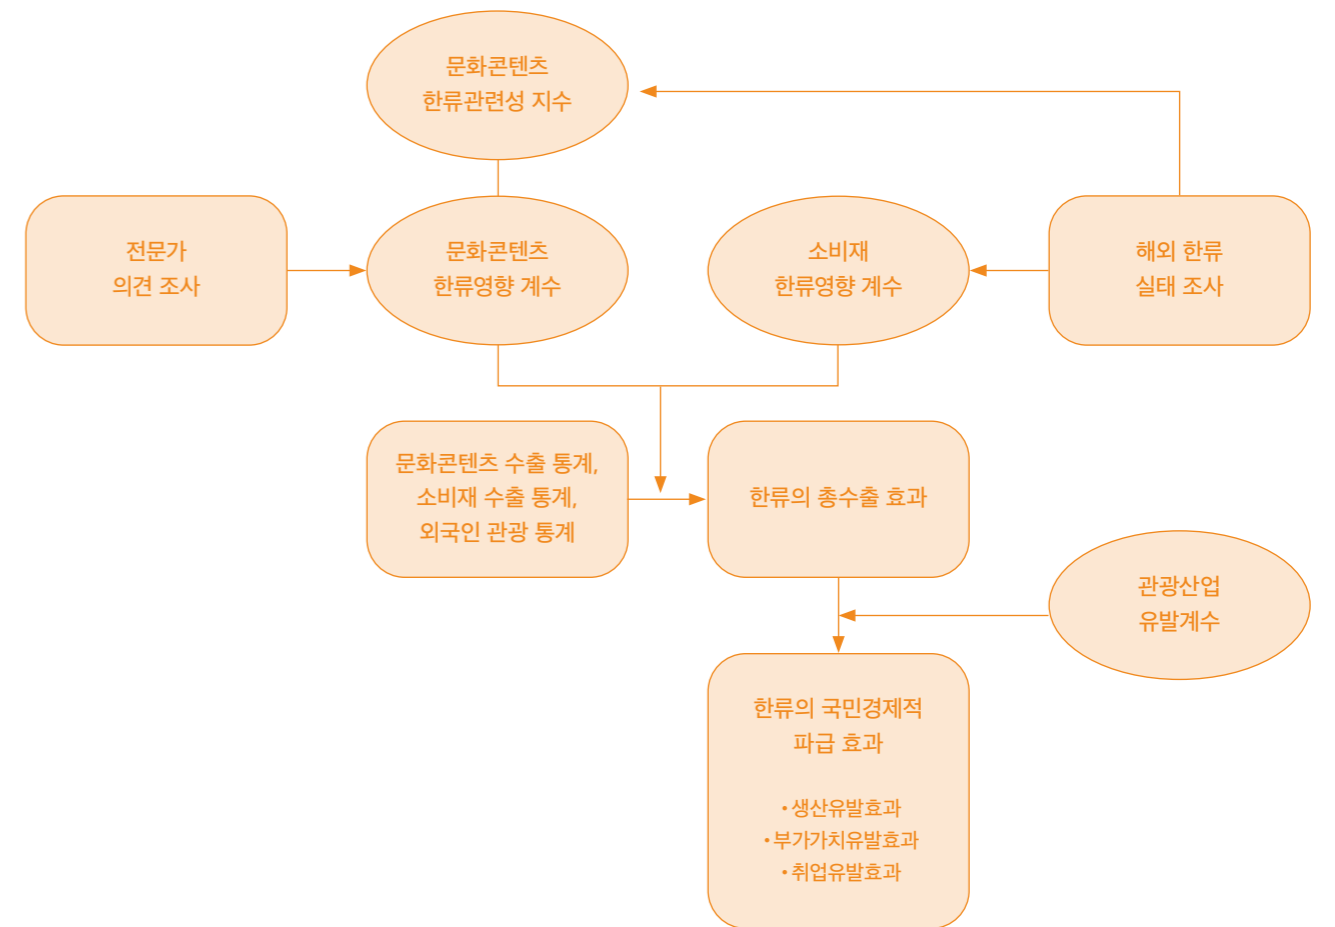 문화콘텐츠
한류관련성 지수
전문가
의견 조사
문화콘텐츠
한류영향 계수
소비재
한류영향 계수
해외 한류
실태 조사
문화콘텐츠 수출 통계,
소비재 수출 통계,
외국인 관광 통계
한류의 총수출 효과
관광산업
유발계수
한류의 국민경제적
파급 효과
• 생산유발효과
• 부가가치유발효과
• 취업유발효과